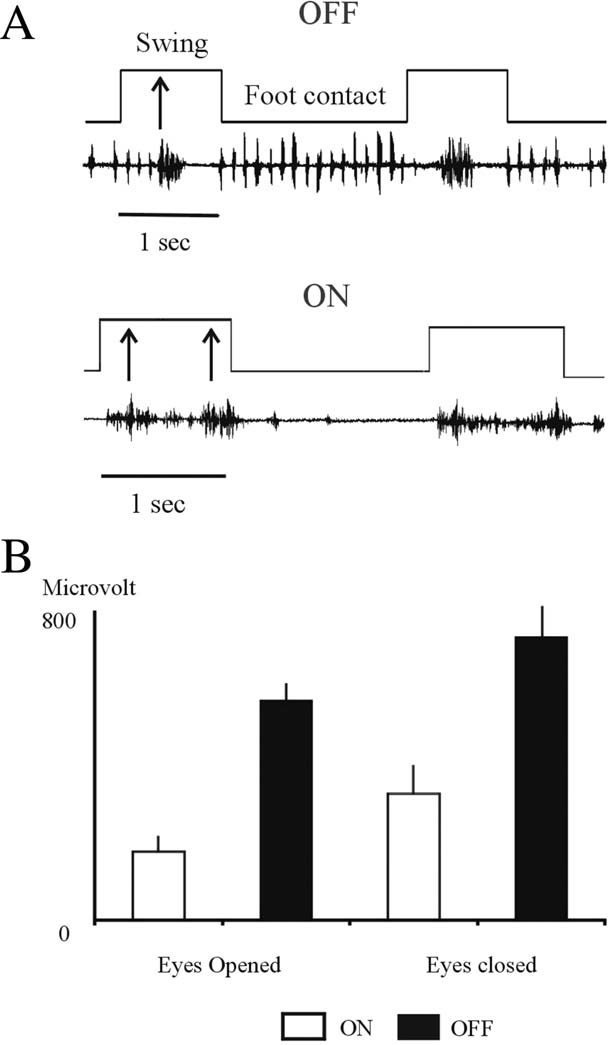 A
OFF
Swing
Foot contact
1 sec
ON
1 sec
B
Microvolt
800
0
Eyes Opened
Eyes closed
ON
OFF